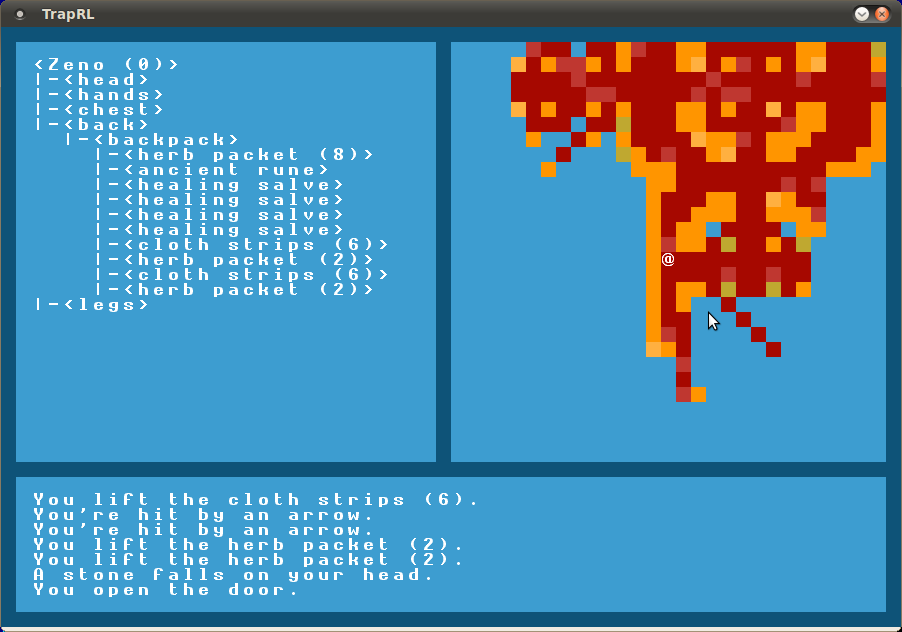 TrapRL
<Zeno (0)>
|-<head>
|-<hands>
|-<chest>
|-<back>
|-<backpack>
|-<herb packet (8)>
|-<ancient rune>
|-<healing salve>
|-<healing salve>
|-<healing salve>
|-<healing salve>
|-<cloth strips (6)>
|-<herb packet (2)>
|-<cloth strips (6)>
|-<herb packet (2)>
|-<legs>
@
You lift the cloth strips (6).
You're hit by an arrow.
You're hit by an arrow.
You lift the herb packet (2).
You lift the herb packet (2).
A stone falls on your head.
You open the door.